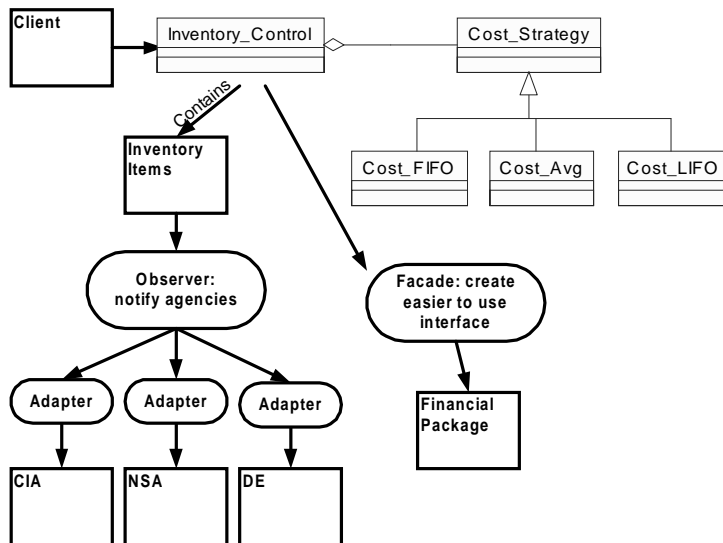 Client
Inventory_Control
Cost_Strategy
Contains
Inventory
Items
Cost_FIFO
Cost_Avg
Cost_LIFO
Observer:
notify agencies
Facade: create
easier to use
interface
Adapter
Adapter
Adapter
Financial
Package
CIA
NSA
DE